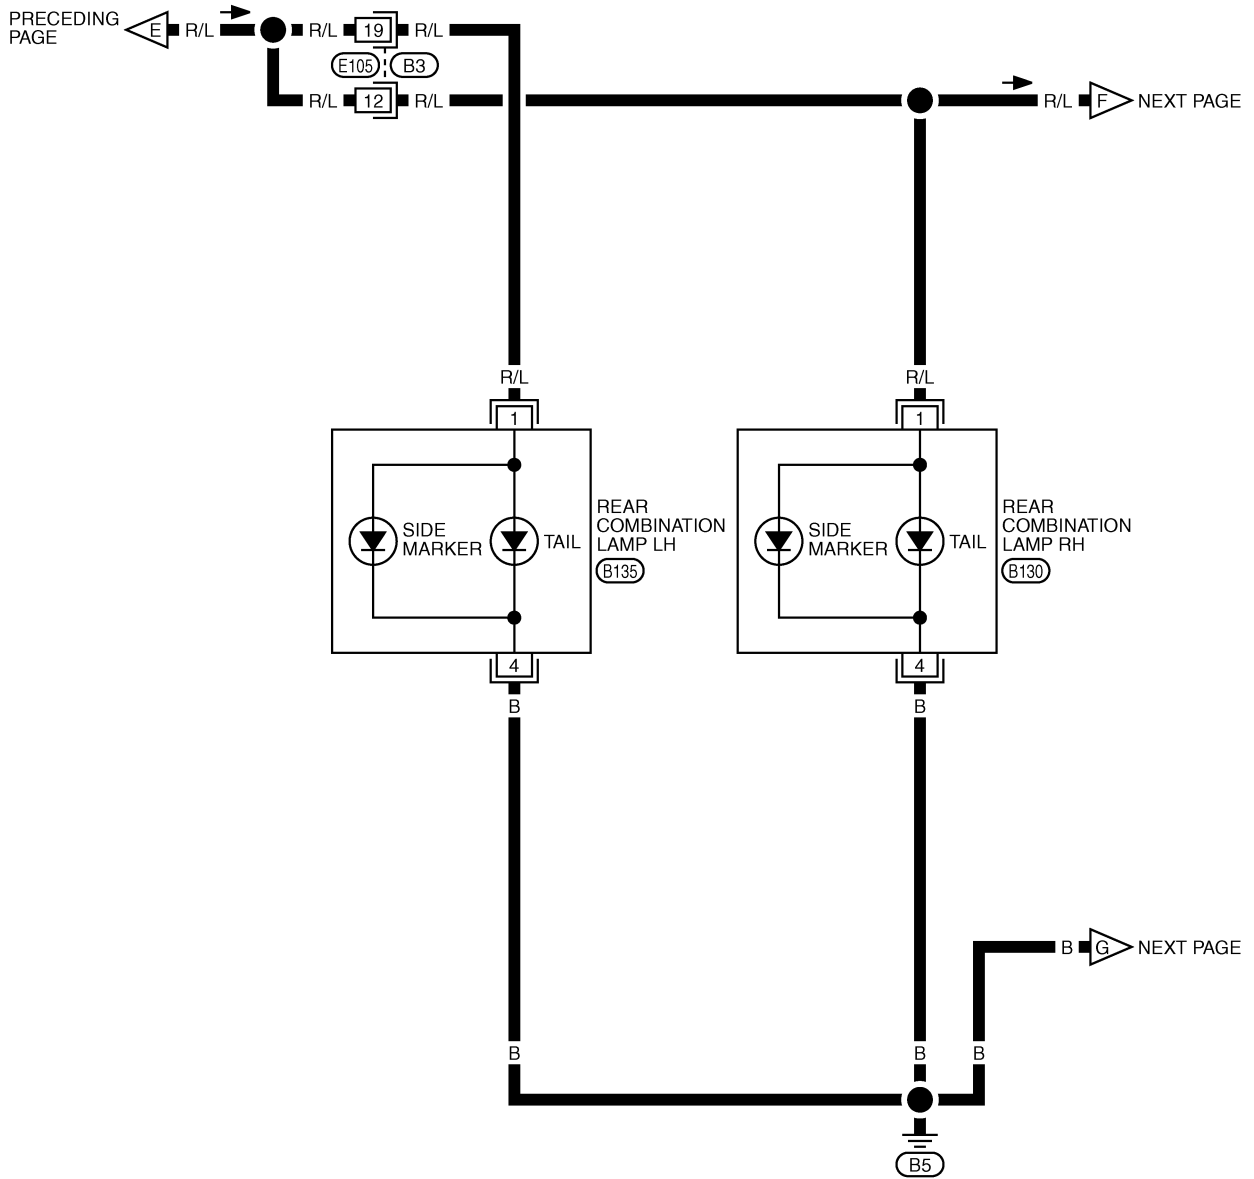 PRECEDING
PAGE
E
R/L
R/L
19
R/L
E105
B3
R/L
12
R/L
R/L
F
NEXT PAGE
R/L
R/L
1
1
SIDE
MARKER
TAIL
REAR
COMBINATION
LAMP LH
B135
SIDE
MARKER
TAIL
REAR
COMBINATION
LAMP RH
B130
4
4
B
B
B
G
NEXT PAGE
B
B
B
B5